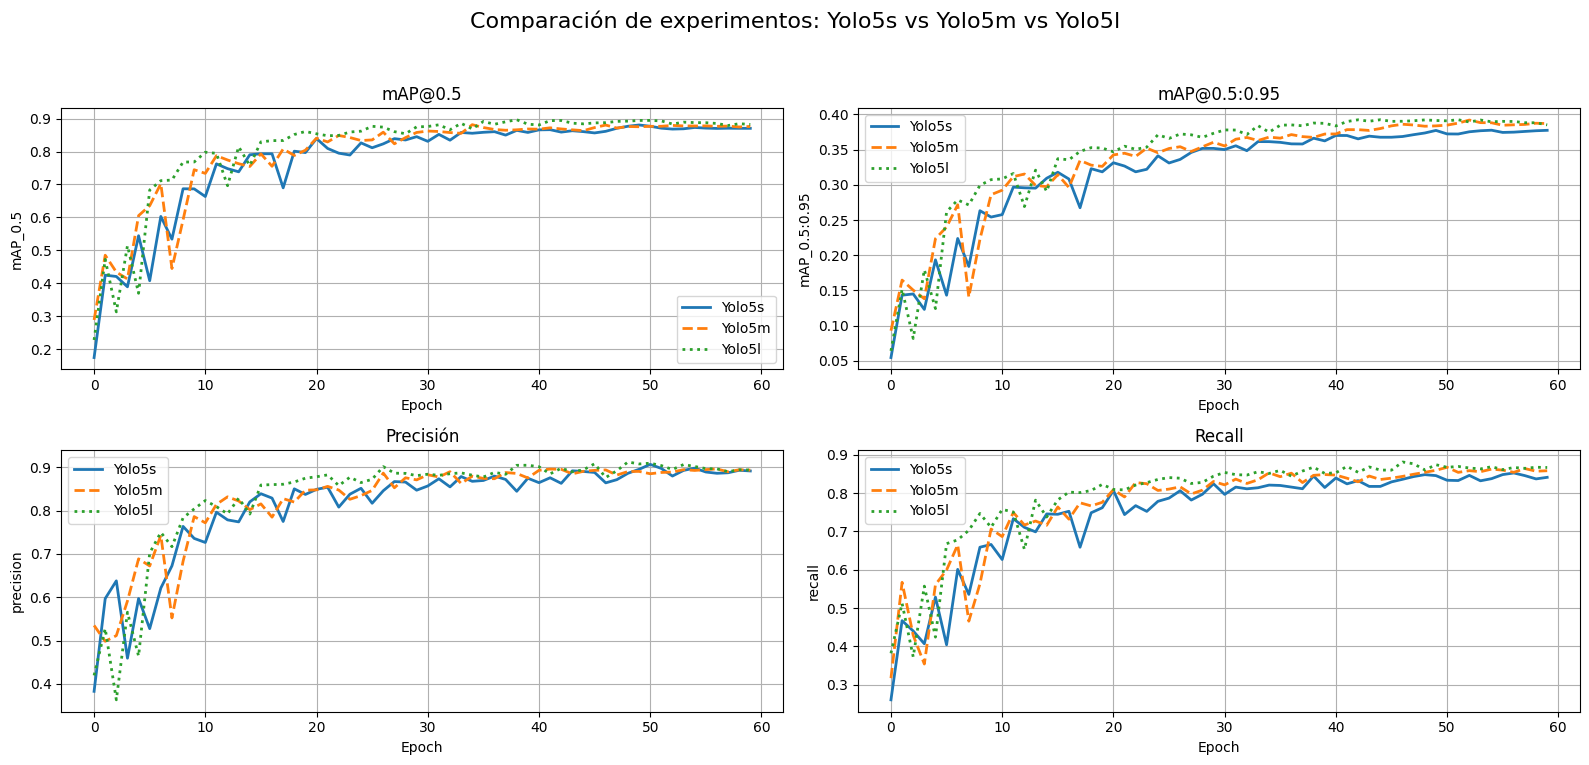 Comparación de experimentos: Yolo5s vs Yolo5m vs Yolo5l
mAP@0.5
mAP_0.5
0.9
0.8
0.7
0.6
0.5
0.4
0.3
0.2
Yolo5s
Yolo5m
Yolo5l
0 10 20 30 40 50 60
Epoch
mAP@0.5:0.95
mAP_0.5:0.95
0.40
0.35
0.30
0.25
0.20
0.15
0.10
0.05
Yolo5s
Yolo5m
Yolo5l
0 10 20 30 40 50 60
Epoch
Precisión
precision
0.9
0.8
0.7
0.6
0.5
0.4
Yolo5s
Yolo5m
Yolo5l
0 10 20 30 40 50 60
Epoch
Recall
recall
0.9
0.8
0.7
0.6
0.5
0.4
0.3
Yolo5s
Yolo5m
Yolo5l
0 10 20 30 40 50 60
Epoch